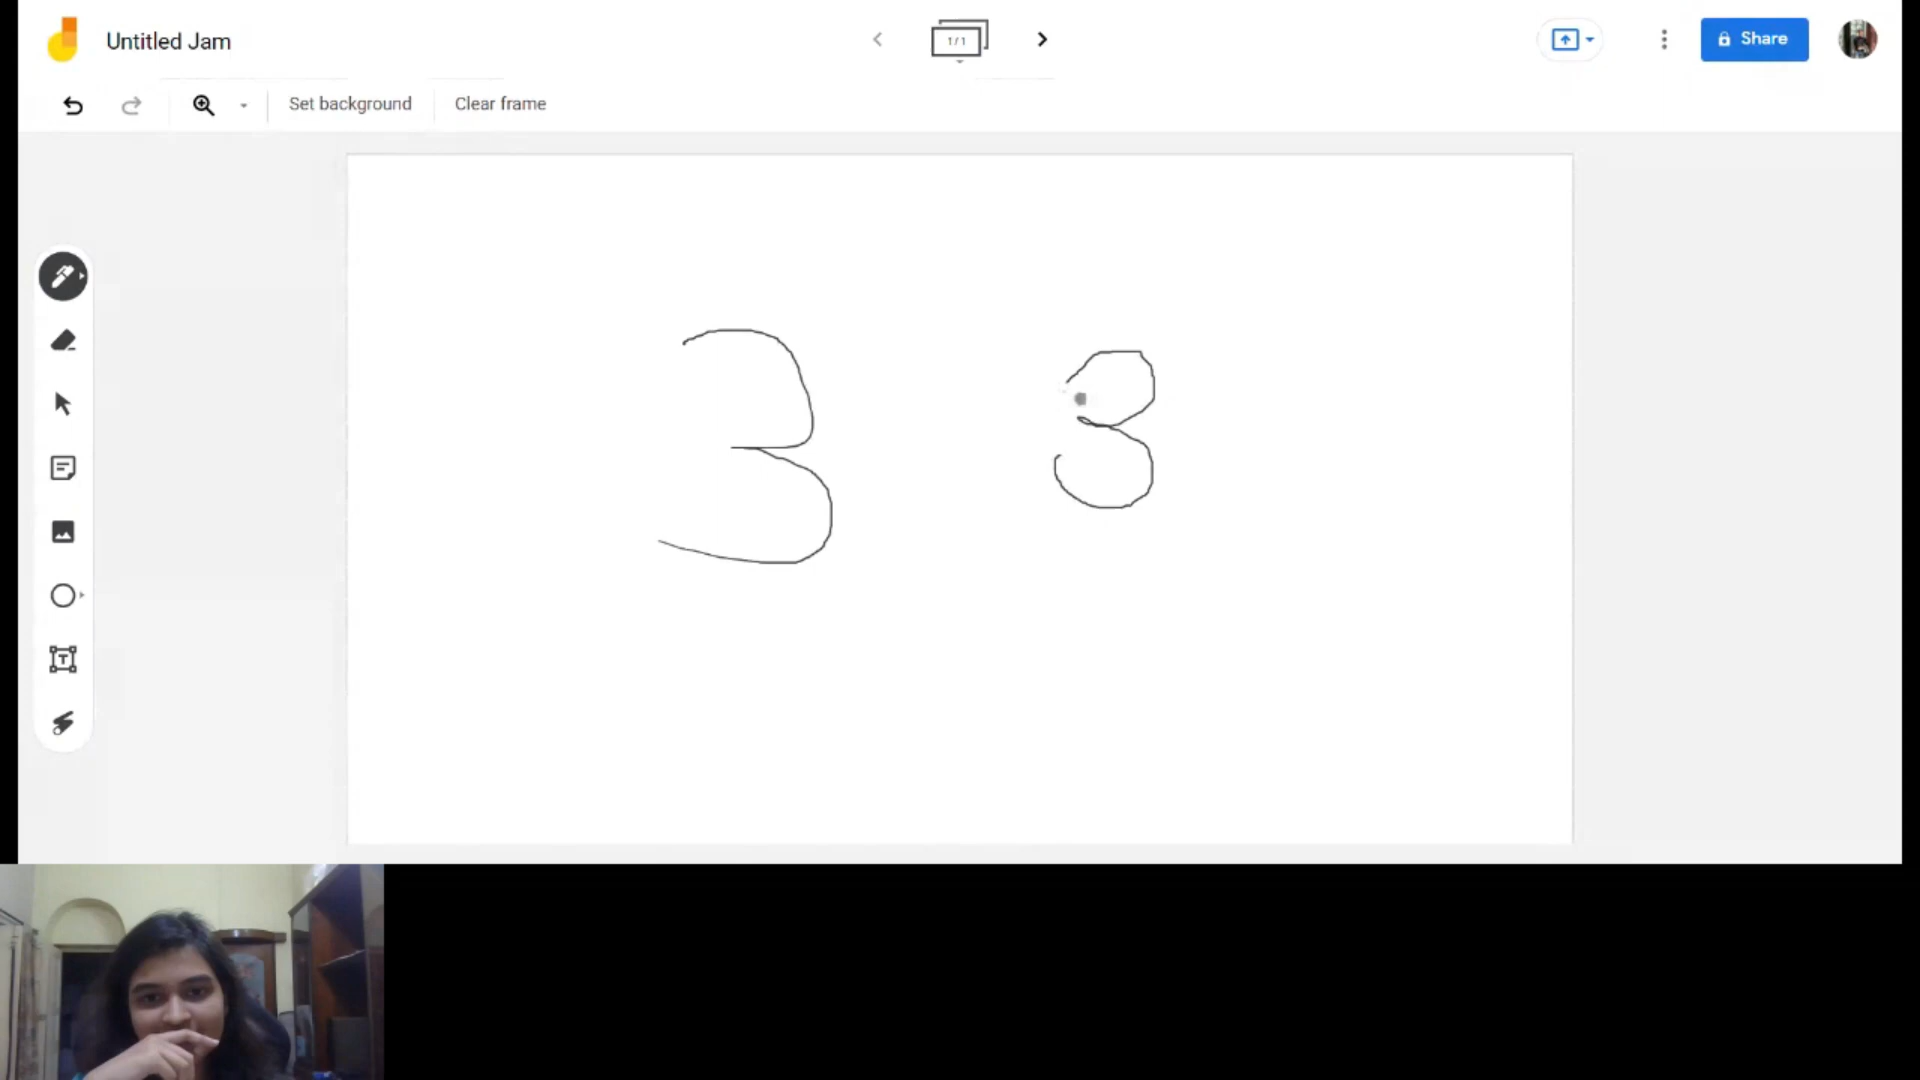 Untitled Jam
1/1
Share
Set background
Clear frame
3 3